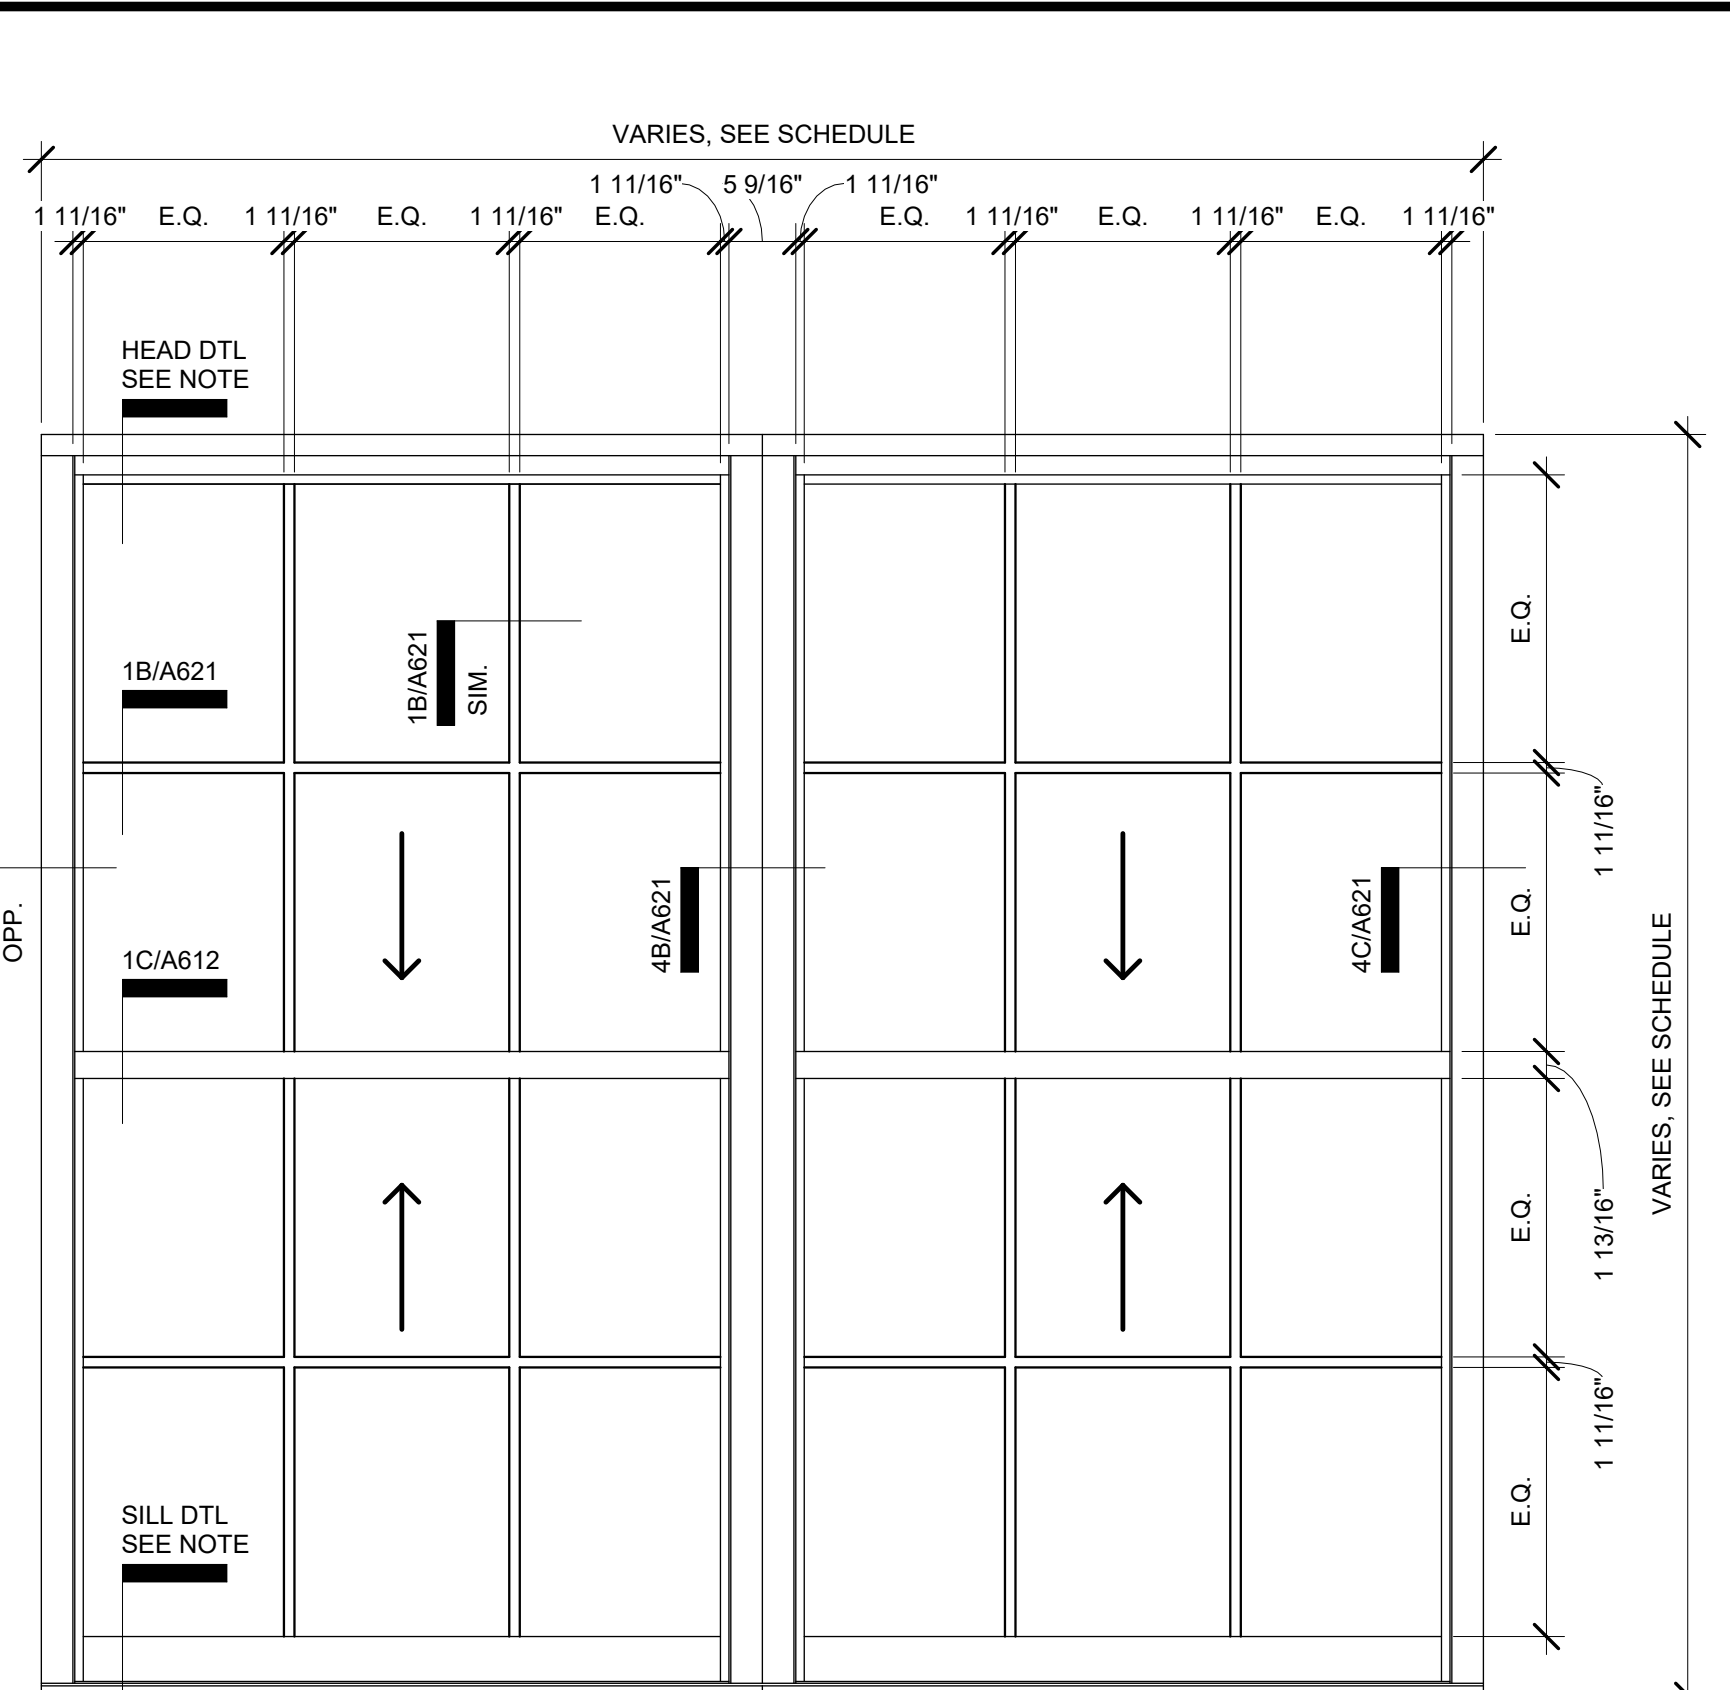 VARIES, SEE SCHEDULE
1 11/16" 5 9/16" 1 11/16"
1 11/16" E.Q. 1 11/16" E.Q. 1 11/16" E.Q. E.Q. 1 11/16" E.Q. 1 11/16" E.Q. 1 11/16"
HEAD DTL
SEE NOTE
E.Q.
1B/A621
1B/A621
SIM.
1 11/16"
OPP.
1C/A612
4B/A621
4C/A621
E.Q.
VARIES, SEE SCHEDULE
E.Q.
1 13/16"
1 11/16"
SILL DTL
SEE NOTE
E.Q.